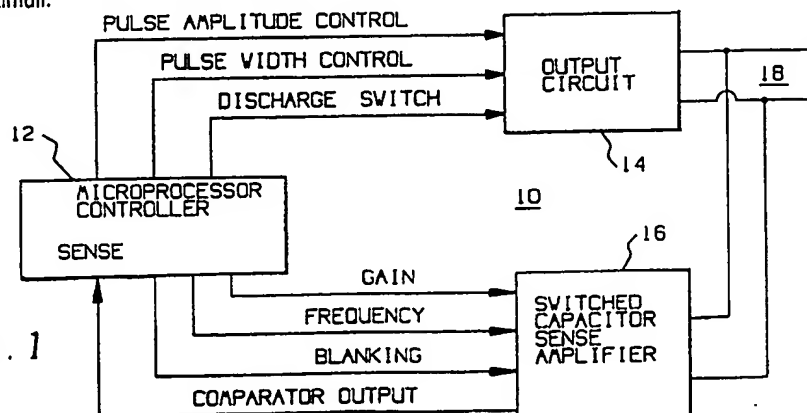 PULSE AMPLITUDE CONTROL
PULSE WIDTH CONTROL
DISCHARGE SWITCH
OUTPUT
CIRCUIT
18
14
12
MICROPROCESSOR
CONTROLLER
SENSE
10
16
GAIN
FREQUENCY
BLANKING
COMPARATOR OUTPUT
SWITCHED
CAPACITOR
SENSE
AMPLIFIER
. 1